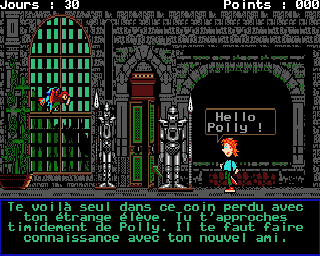 Jours : 30 Points : 000
Hello
Polly !
Te voilà seul dans ce coin perdu avec
ton étrange élève. Tu t'approches
timidement de Polly. Il te faut faire
connaissance avec ton nouvel ami.